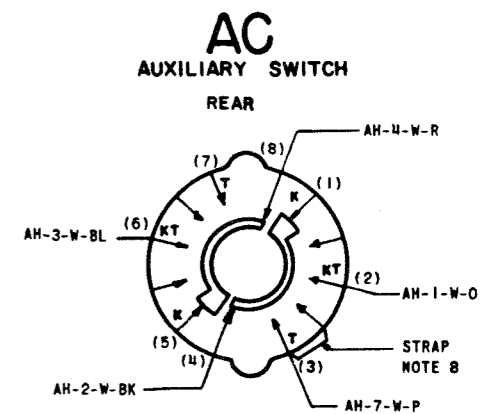 AC
AUXILIARY SWITCH
REAR
AH-4-W-R
(8)
(7)
T
K
(1)
(6)
KT
AH-3-W-BL
KT
(2)
AH-1-W-O
K
(5)
(4)
T
(3)
STRAP
NOTE 8
AH-2-W-BK
AH-7-W-P